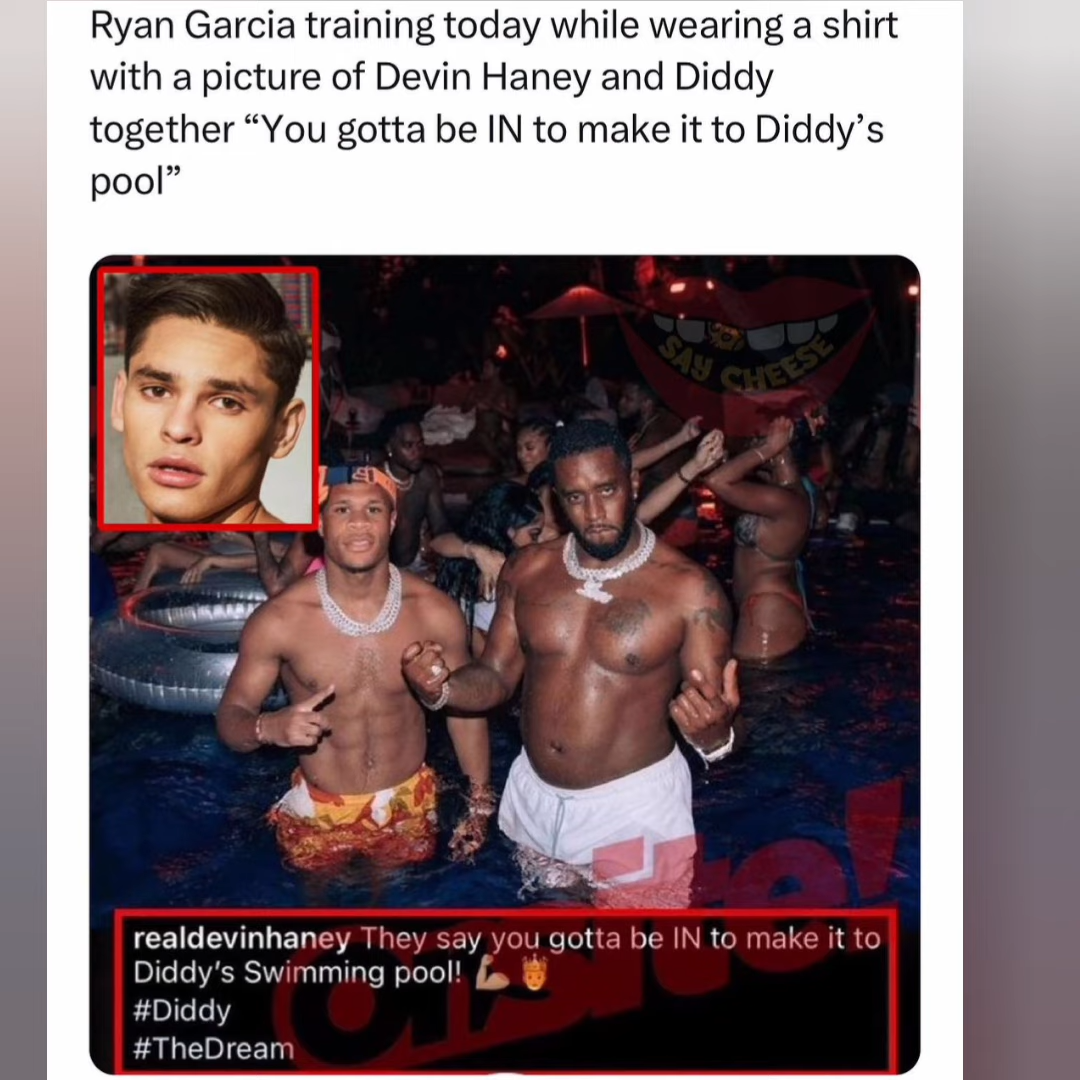 Ryan Garcia training today while wearing a shirt
with a picture of Devin Haney and Diddy
together “You gotta be IN to make it to Diddy’s
pool”
SAY CHEESE
Onsite!
realdevinhaney They say you gotta be IN to make it to
Diddy's Swimming pool! 💪🏼 🤴🏼
#Diddy
#TheDream